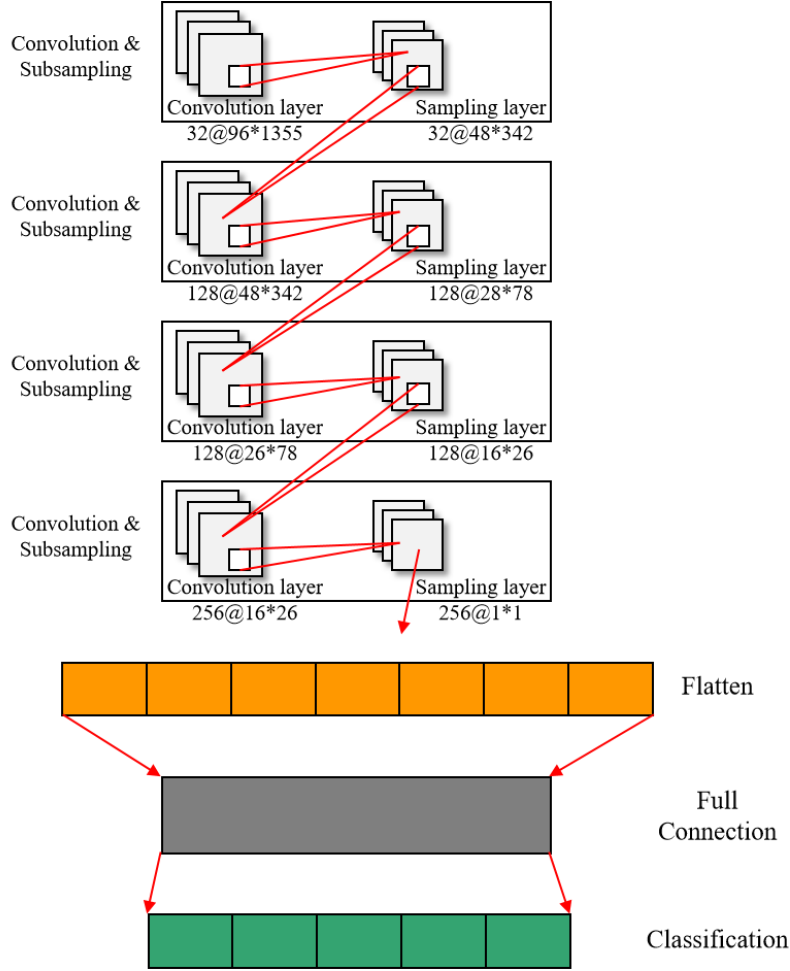 Convolution &
Subsampling
Convolution layer
32@96*1355
Sampling layer
32@48*342
Convolution &
Subsampling
Convolution layer
128@48*342
Sampling layer
128@28*78
Convolution &
Subsampling
Convolution layer
128@26*78
Sampling layer
128@16*26
Convolution &
Subsampling
Convolution layer
256@16*26
Sampling layer
256@1*1
Flatten
Full
Connection
Classification